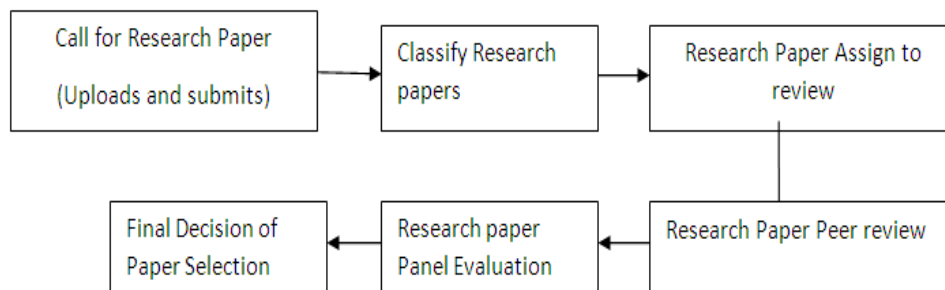 Call for Research Paper
(Uploads and submits)
Classify Research
papers
Research Paper Assign to
review
Research Paper Peer review
Research paper
Panel Evaluation
Final Decision of
Paper Selection